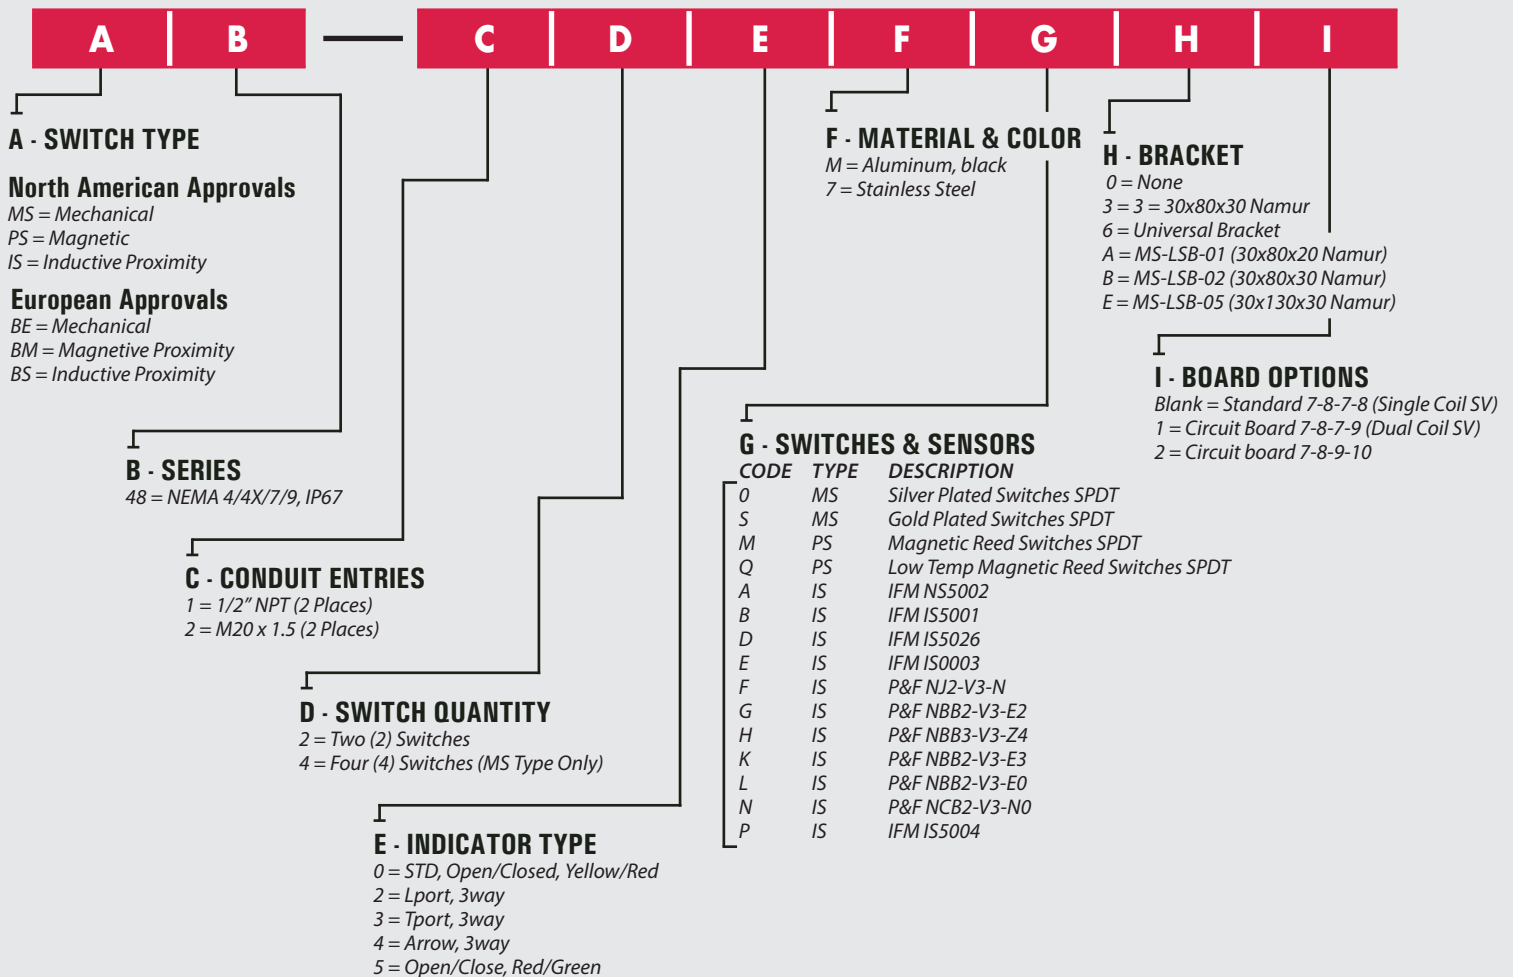 A B C D E F G H I
A - SWITCH TYPE
North American Approvals
MS = Mechanical
PS = Magnetic
IS = Inductive Proximity
European Approvals
BE = Mechanical
BM = Magnetive Proximity
BS = Inductive Proximity
B - SERIES
48 = NEMA 4/4X/7/9, IP67
C - CONDUIT ENTRIES
1 = 1/2” NPT (2 Places)
2 = M20 x 1.5 (2 Places)
D - SWITCH QUANTITY
2 = Two (2) Switches
4 = Four (4) Switches (MS Type Only)
E - INDICATOR TYPE
0 = STD, Open/Closed, Yellow/Red
2 = Lport, 3way
3 = Tport, 3way
4 = Arrow, 3way
5 = Open/Close, Red/Green
F - MATERIAL & COLOR
M = Aluminum, black
7 = Stainless Steel
G - SWITCHES & SENSORS
CODE TYPE DESCRIPTION
0 MS Silver Plated Switches SPDT
S MS Gold Plated Switches SPDT
M PS Magnetic Reed Switches SPDT
Q PS Low Temp Magnetic Reed Switches SPDT
A IS IFM NS5002
B IS IFM IS5001
D IS IFM IS5026
E IS IFM IS0003
F IS P&F NJ2-V3-N
G IS P&F NBB2-V3-E2
H IS P&F NBB3-V3-Z4
K IS P&F NBB2-V3-E3
L IS P&F NBB2-V3-E0
N IS P&F NCB2-V3-N0
P IS IFM IS5004
H - BRACKET
0 = None
3 = 3 = 30x80x30 Namur
6 = Universal Bracket
A = MS-LSB-01 (30x80x20 Namur)
B = MS-LSB-02 (30x80x30 Namur)
E = MS-LSB-05 (30x130x30 Namur)
I - BOARD OPTIONS
Blank = Standard 7-8-7-8 (Single Coil SV)
1 = Circuit Board 7-8-7-9 (Dual Coil SV)
2 = Circuit board 7-8-9-10